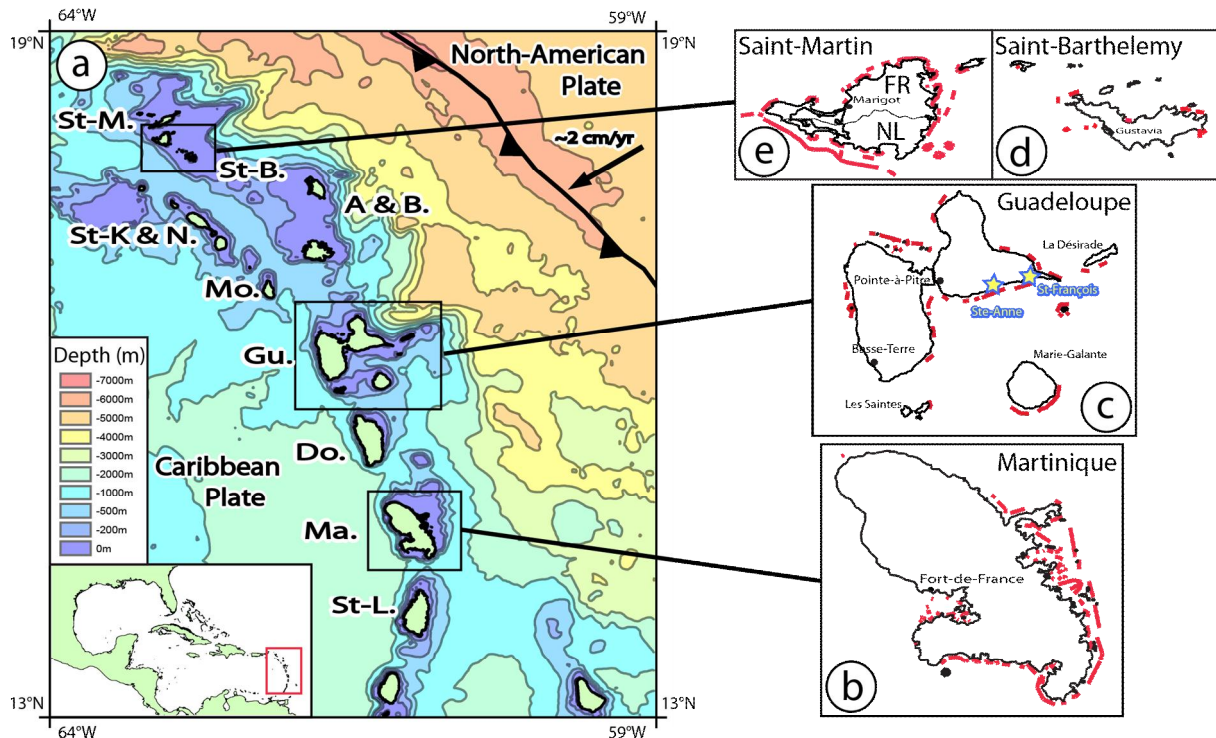 64°W
59°W
19°N
19°N
a
North-American
Plate
~2 cm/yr
St-M.
St-B.
A & B.
St-K & N.
Mo.
Gu.
Do.
Ma.
St-L.
Caribbean
Plate
Depth (m)
-7000m
-6000m
-5000m
-4000m
-3000m
-2000m
-1000m
-500m
-200m
0m
13°N
13°N
64°W
59°W
Saint-Martin
FR
Marigot
NL
e
Saint-Barthelemy
Gustavia
d
Guadeloupe
La Désirade
Pointe-à-Pitre
St-François
Ste-Anne
Basse-Terre
Marie-Galante
Les Saintes
c
Martinique
Fort-de-France
b